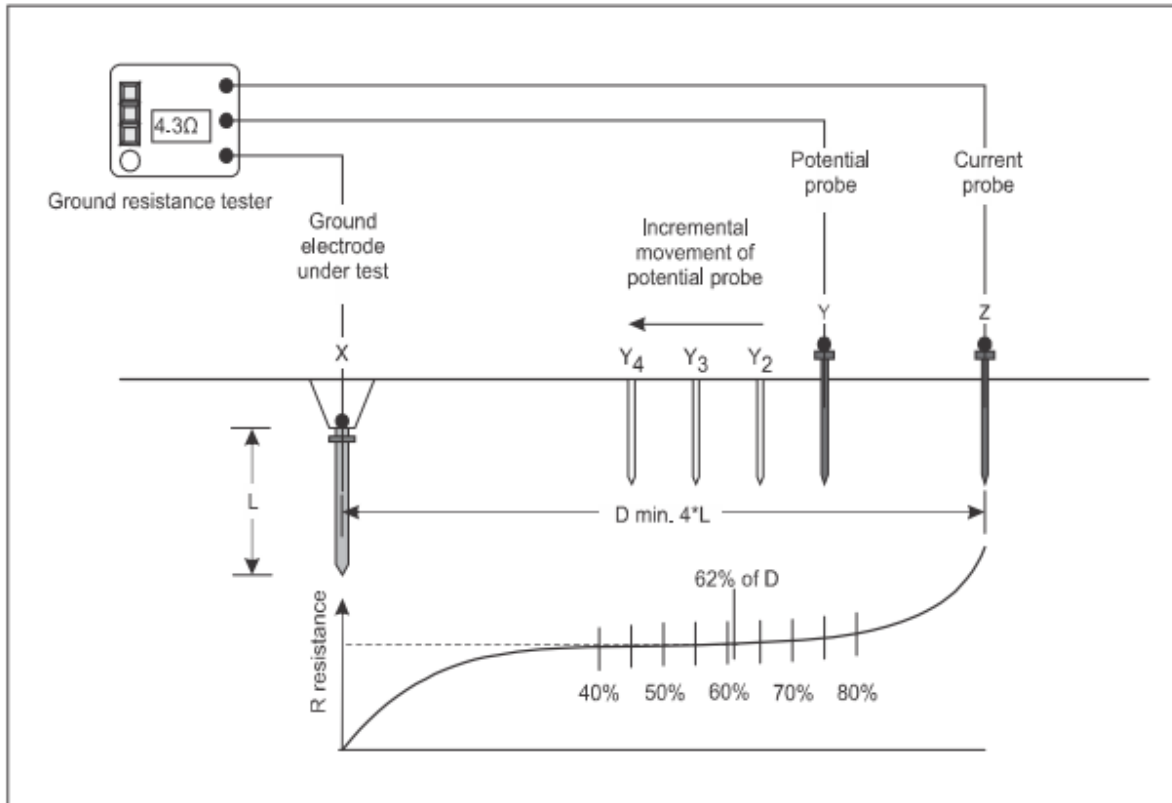 4.3Ω
Ground resistance tester
Ground
electrode
under test
Incremental
movement of
potential probe
Potential
probe
Current
probe
X
Y4
Y3
Y2
Y
Z
L
D min. 4*L
62% of D
R resistance
40%
50%
60%
70%
80%